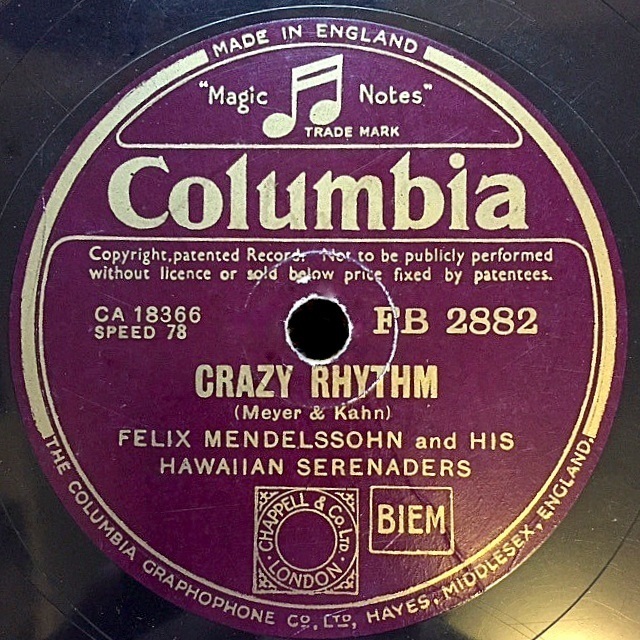 MADE IN ENGLAND
"Magic Notes"
TRADE MARK
Columbia
Copyright, patented Record. Not to be publicly performed
without licence or sold below price fixed by patentees.
CA 18366
SPEED 78
FB 2882
CRAZY RHYTHM
(Meyer & Kahn)
FELIX MENDELSSOHN and HIS
HAWAIIAN SERENADERS
CHAPPELL & Co. LTD
LONDON
BIEM
THE COLUMBIA GRAPHOPHONE CO, LTD, HAYES, MIDDLESEX, ENGLAND.